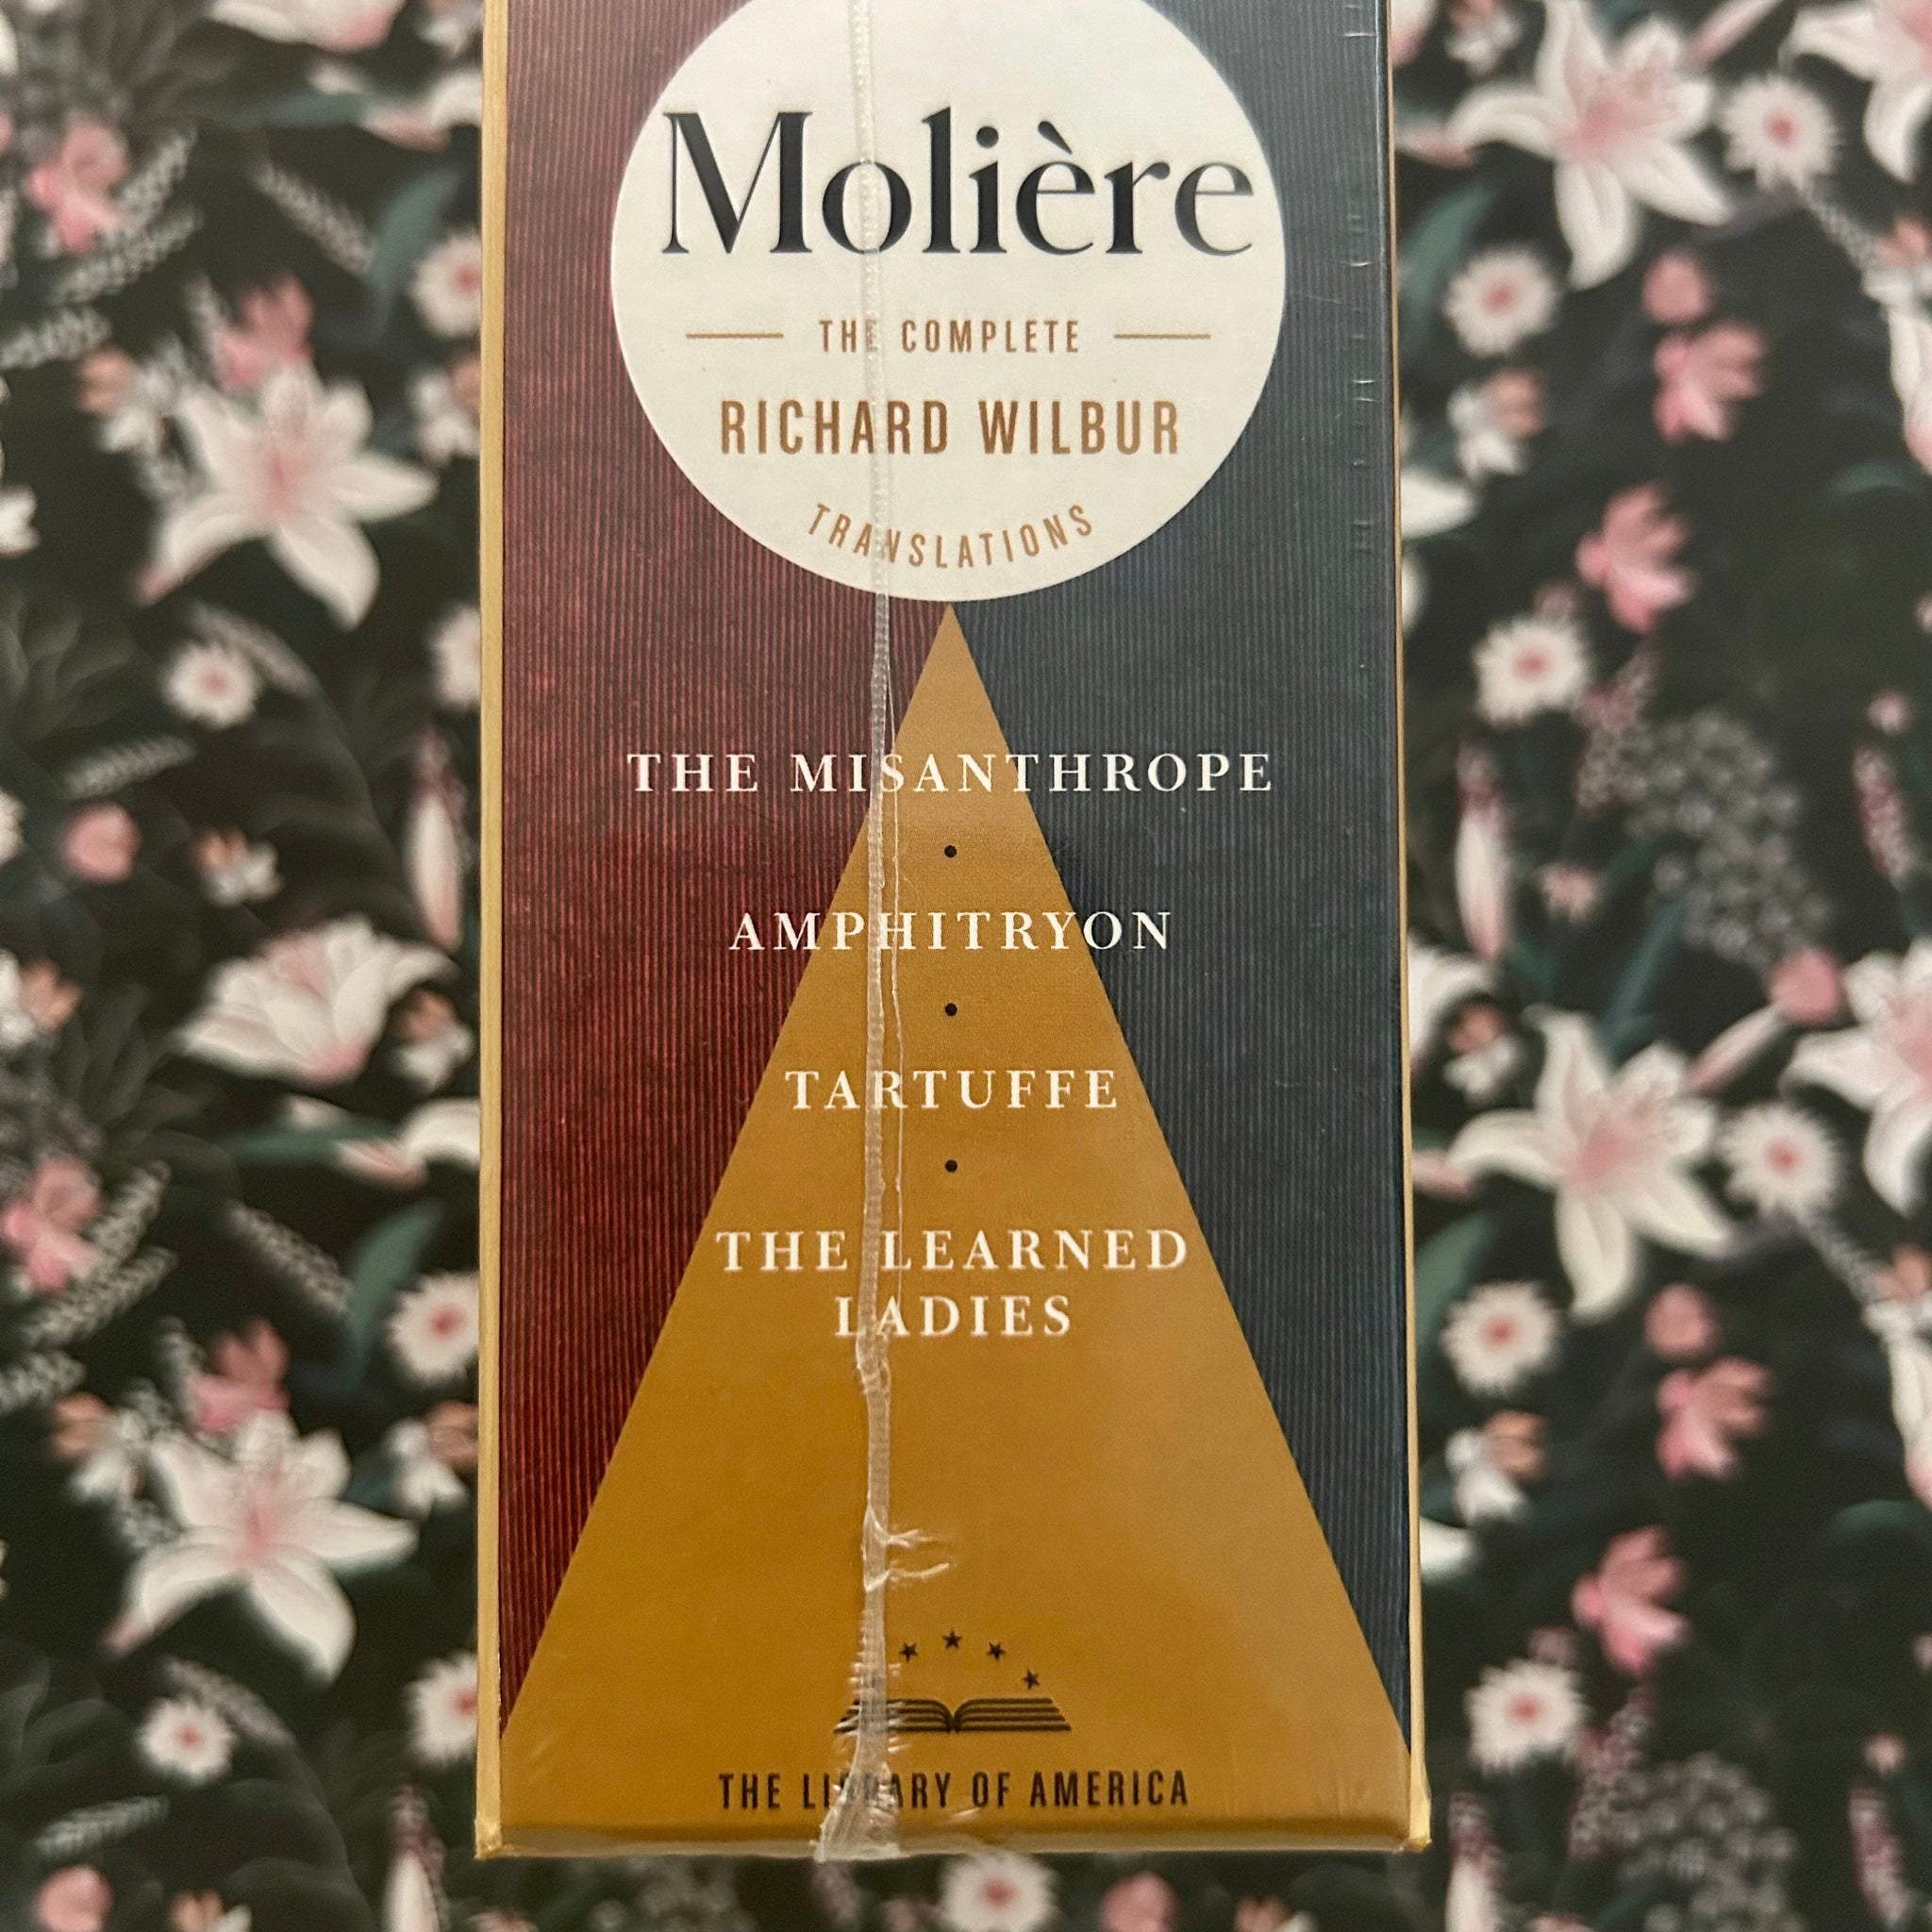 Molière
THE COMPLETE
RICHARD WILBUR
TRANSLATIONS
THE MISANTHROPE
AMPHITRYON
TARTUFFE
THE LEARNED
LADIES
THE LIBRARY OF AMERICA